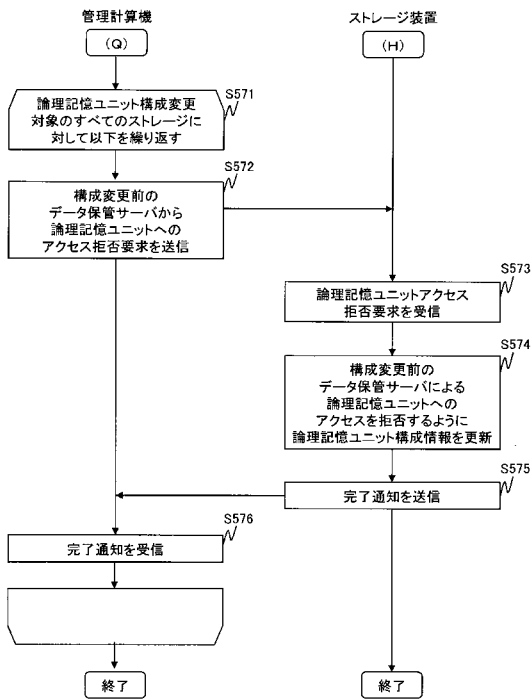 管理計算機
ストレージ装置
(Q)
(H)
S571
論理記憶ユニット構成変更
対象のすべてのストレージに
対して以下を繰り返す
S572
構成変更前の
データ保管サーバから
論理記憶ユニットへの
アクセス拒否要求を送信
S573
論理記憶ユニットアクセス
拒否要求を受信
S574
構成変更前の
データ保管サーバによる
論理記憶ユニットへの
アクセスを拒否するように
論理記憶ユニット構成情報を更新
S575
完了通知を送信
S576
完了通知を受信
終了
終了